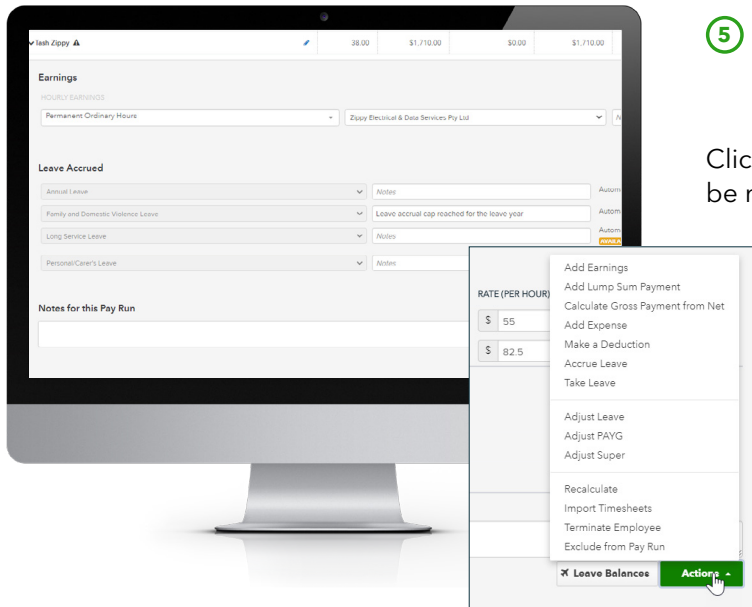 5
lash Zippy 38.00 $1,710.00 $0.00 $1,710.00
Earnings
HOURLY EARNINGS
Permanent Ordinary Hours Zippy Electrical & Data Services Pty Ltd
Leave Accrued
Annual Leave Notes
Family and Domestic Violence Leave Leave accrual cap reached for the leave year
Long Service Leave Notes
Personal/Carer's Leave Notes
Notes for this Pay Run
Clic
be r
RATE (PER HOUR)
$ 55
$ 82.5
Add Earnings
Add Lump Sum Payment
Calculate Gross Payment from Net
Add Expense
Make a Deduction
Accrue Leave
Take Leave
Adjust Leave
Adjust PAYG
Adjust Super
Recalculate
Import Timesheets
Terminate Employee
Exclude from Pay Run
Leave Balances Actions